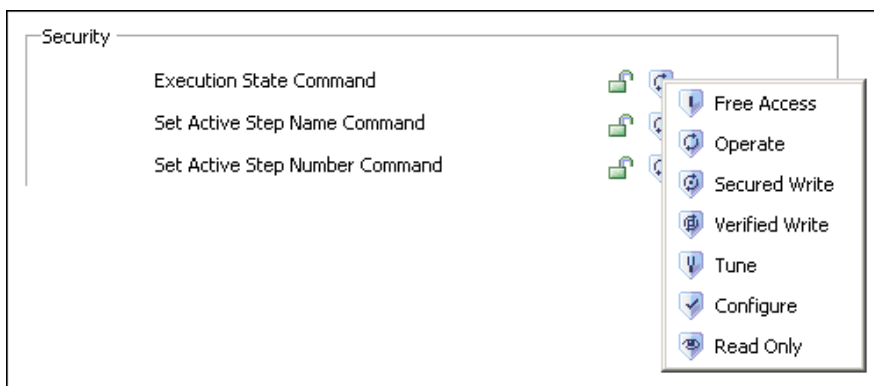 Security
Execution State Command
Set Active Step Name Command
Set Active Step Number Command
Free Access
Operate
Secured Write
Verified Write
Tune
Configure
Read Only